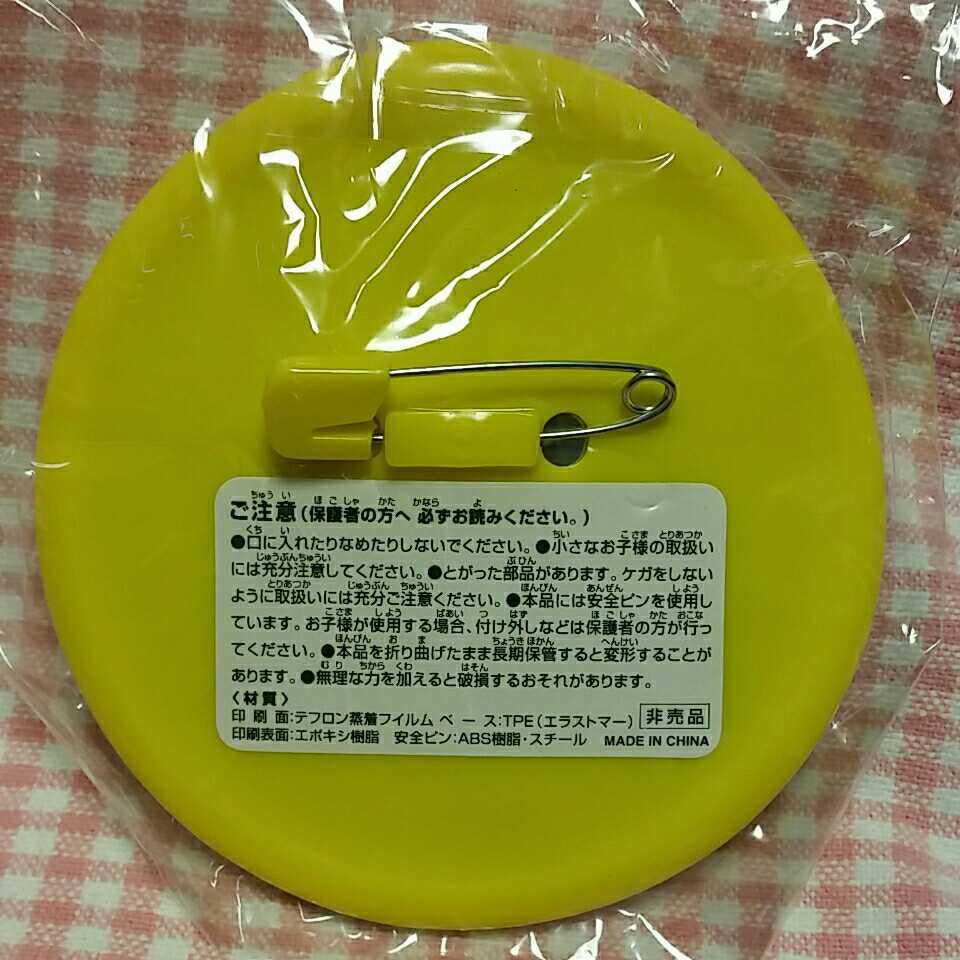 ご注意(保護者の方へ 必ずお読みください。)
●口に入れたりなめたりしないでください。●小さなお子様の取扱い
には充分注意してください。●とがった部品があります。ケガをしない
ように取扱いには充分ご注意ください。●本品には安全ピンを使用し
ています。お子様が使用する場合、付け外しなどは保護者の方が行っ
てください。●本品を折り曲げたまま長期保管すると変形することが
あります。●無理な力を加えると破損するおそれがあります。
〈材質〉
印刷面:テフロン蒸着フイルム ベース:TPE(エラストマー) 非売品
印刷表面:エポキシ樹脂 安全ピン:ABS樹脂・スチール MADE IN CHINA